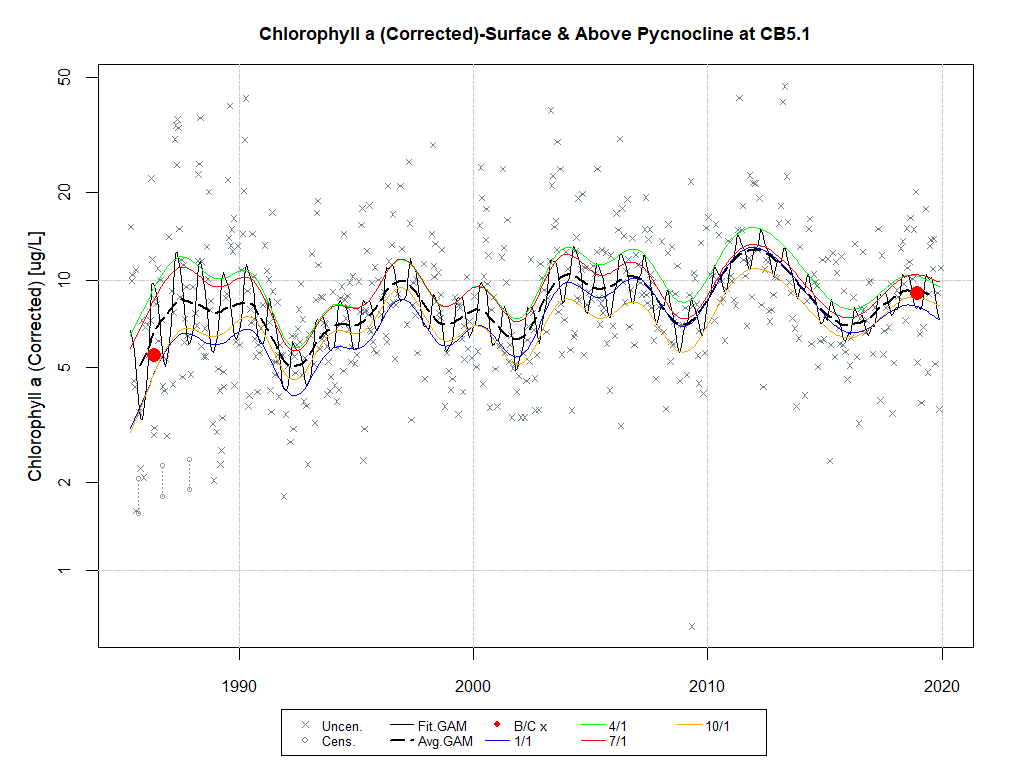 Chlorophyll a (Corrected)-Surface & Above Pycnocline at CB5.1
Chlorophyll a (Corrected) [ug/L]
50
20
10
5
2
1
1990 2000 2010 2020
Uncen. Fit.GAM B/C x 4/1 10/1
Cens. Avg.GAM 1/1 7/1